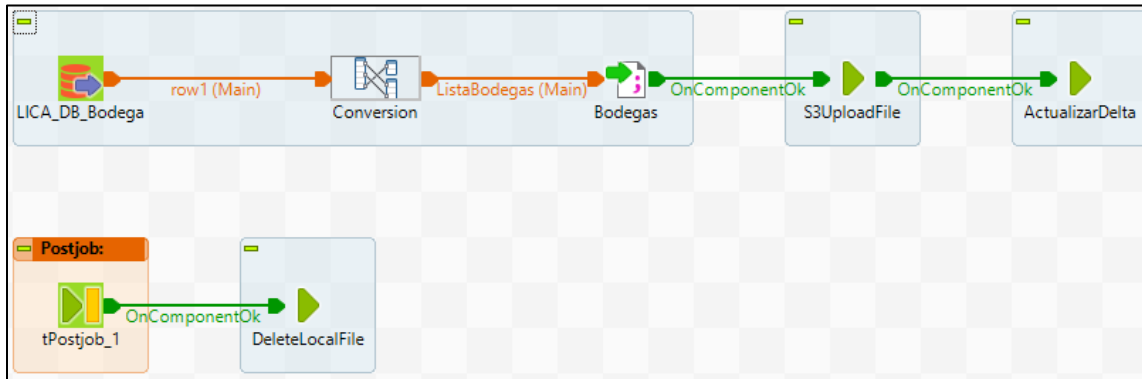 row1 (Main)
ListaBodegas (Main)
OnComponentOk
OnComponentOk
LICA_DB_Bodega
Conversion
Bodegas
S3UploadFile
ActualizarDelta
Postjob:
OnComponentOk
tPostjob_1
DeleteLocalFile